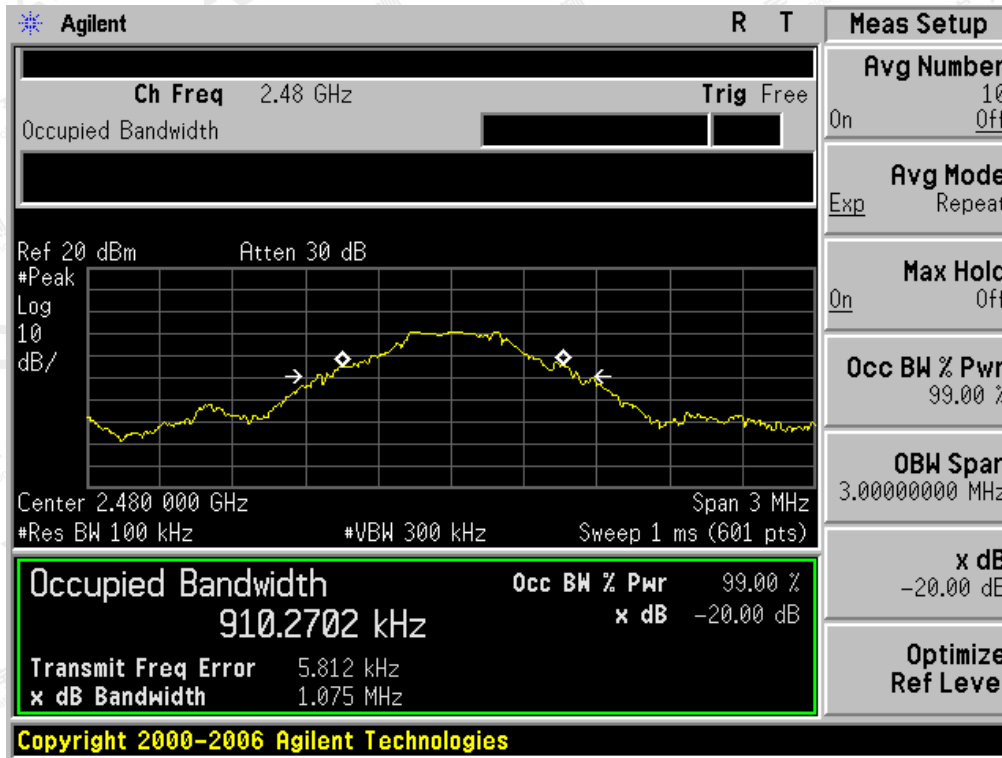 Agilent R T
Ch Freq 2.48 GHz Trig Free
Occupied Bandwidth
Ref 20 dBm Atten 30 dB
#Peak
Log
10
dB/
Center 2.480 000 GHz Span 3 MHz
#Res BW 100 kHz #VBW 300 kHz Sweep 1 ms (601 pts)
Occupied Bandwidth Occ BW % Pwr 99.00 %
910.2702 kHz x dB -20.00 dB
Transmit Freq Error 5.812 kHz
x dB Bandwidth 1.075 MHz
Copyright 2000-2006 Agilent Technologies
Meas Setup
Avg Number
10
On Off
Avg Mode
Exp Repeat
Max Hold
On Off
Occ BW % Pwr
99.00 %
OBW Span
3.00000000 MHz
x dB
-20.00 dB
Optimize
Ref Level